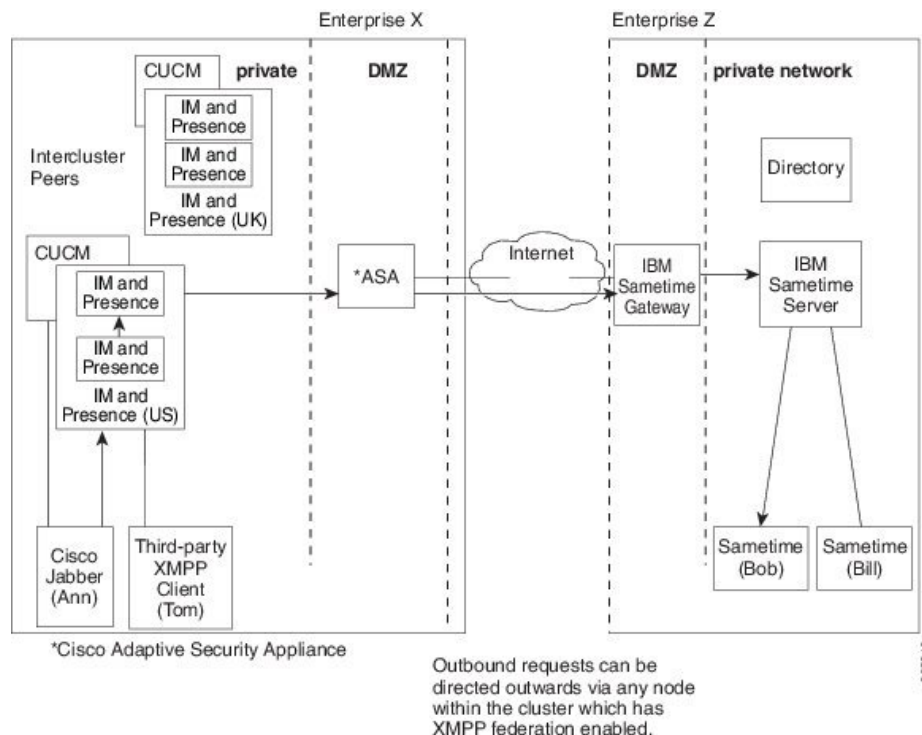 Enterprise X
Enterprise Z
CUCM
private
DMZ
DMZ
private network
IM and
Presence
IM and
Presence
IM and
Presence (UK)
Intercluster
Peers
Directory
CUCM
IM and
Presence
IM and
Presence
IM and
Presence (US)
*ASA
Internet
IBM
Sametime
Gateway
IBM
Sametime
Server
Cisco
Jabber
(Ann)
Third-party
XMPP
Client
(Tom)
Sametime
(Bob)
Sametime
(Bill)
*Cisco Adaptive Security Appliance
Outbound requests can be
directed outwards via any node
within the cluster which has
XMPP federation enabled.